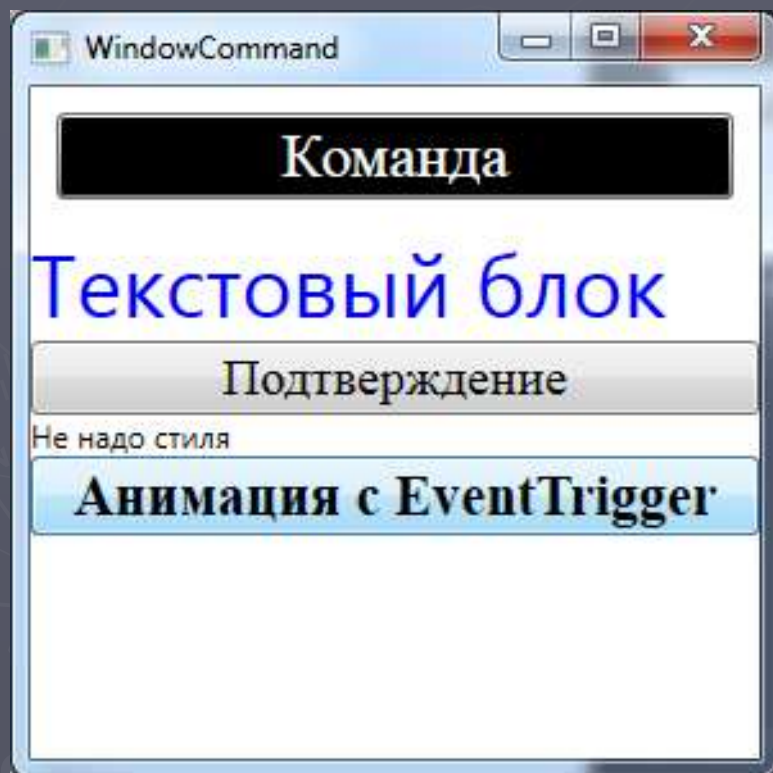 WindowCommand
Команда
Текстовый блок
Подтверждение
Не надо стиля
Анимация с EventTrigger